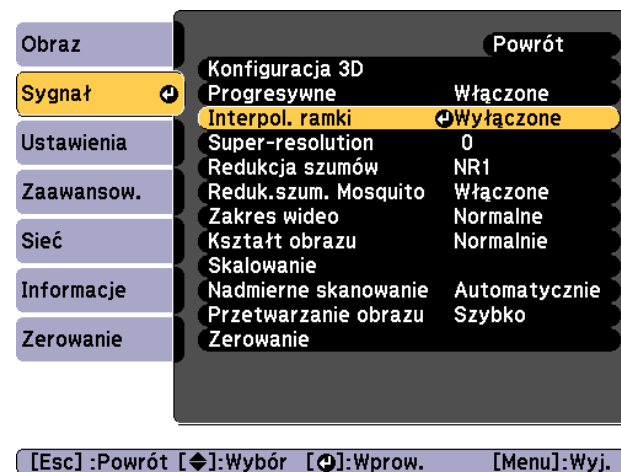 Obraz
Sygnał
Ustawienia
Zaawansow.
Sieć
Informacje
Zerowanie
Powrót
Konfiguracja 3D
Progresywne Włączone
Interpol. ramki Wyłączone
Super-resolution 0
Redukcja szumów NR1
Reduk.szum. Mosquito Włączone
Zakres wideo Normalne
Kształt obrazu Normalnie
Skalowanie
Nadmierne skanowanie Automatycznie
Przetwarzanie obrazu Szybko
Zerowanie
[Esc] :Powrót [◆]:Wybór [⏎]:Wprow. [Menu]:Wyj.